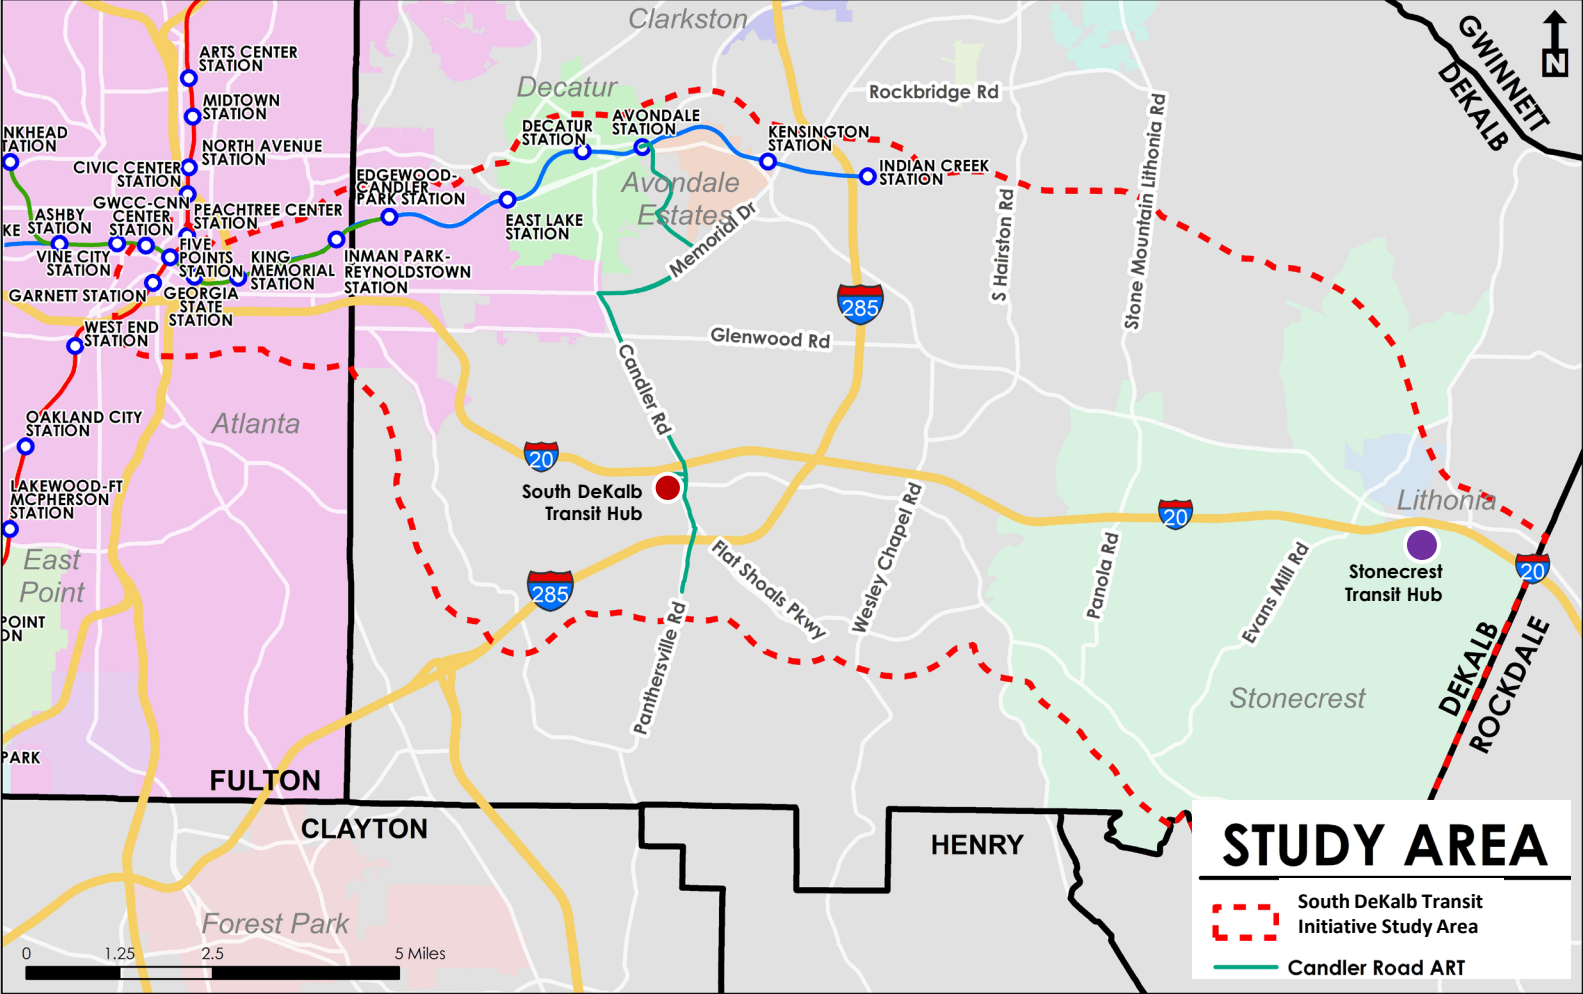 Clarkston
GWINNETT
DEKALB
N
ARTS CENTER
STATION
Decatur
MIDTOWN
STATION
Rockbridge Rd
AVONDALE
STATION
DECATUR
STATION
KENSINGTON
STATION
NKHEAD
TATION
NORTH AVENUE
STATION
CIVIC CENTER
STATION
INDIAN CREEK
STATION
EDGEWOOD-
CANDLER
PARK STATION
Avondale
Estates
Stone Mountain Lithonia Rd
S Hairston Rd
Memorial Dr
GWCC-CNN
CENTER
STATION
PEACHTREE CENTER
STATION
ASHBY
STATION
KE
EAST LAKE
STATION
VINE CITY
STATION
FIVE
POINTS
STATION
KING
MEMORIAL
STATION
INMAN PARK-
REYNOLDSTOWN
STATION
GARNETT STATION
GEORGIA
STATE
STATION
285
WEST END
STATION
Glenwood Rd
Candler Rd
OAKLAND CITY
STATION
Atlanta
20
LAKEWOOD-FT
MCPHERSON
STATION
South DeKalb
Transit Hub
Lithonia
20
Wesley Chapel Rd
Flat Shoals Pkwy
Panola Rd
Evans Mill Rd
Stonecrest
Transit Hub
20
East
Point
285
POINT
ON
Panthersville Rd
Stonecrest
DEKALB
ROCKDALE
PARK
FULTON
CLAYTON
HENRY
Forest Park
0 1.25 2.5 5 Miles
STUDY AREA
South DeKalb Transit
Initiative Study Area
Candler Road ART